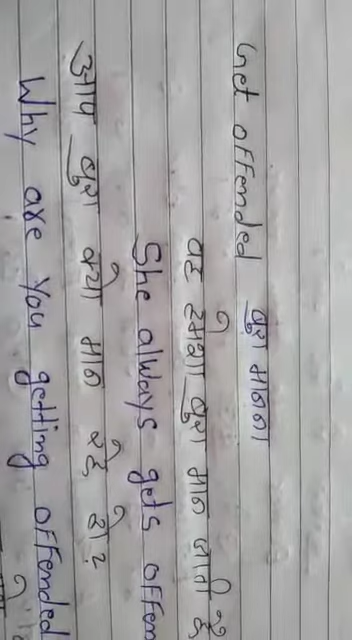 Get offended बुरा मानना
वह हमेशा बुरा मान जाती है
She always gets offen
आप बुरा क्यों मान रहे हो?
Why are You getting offended